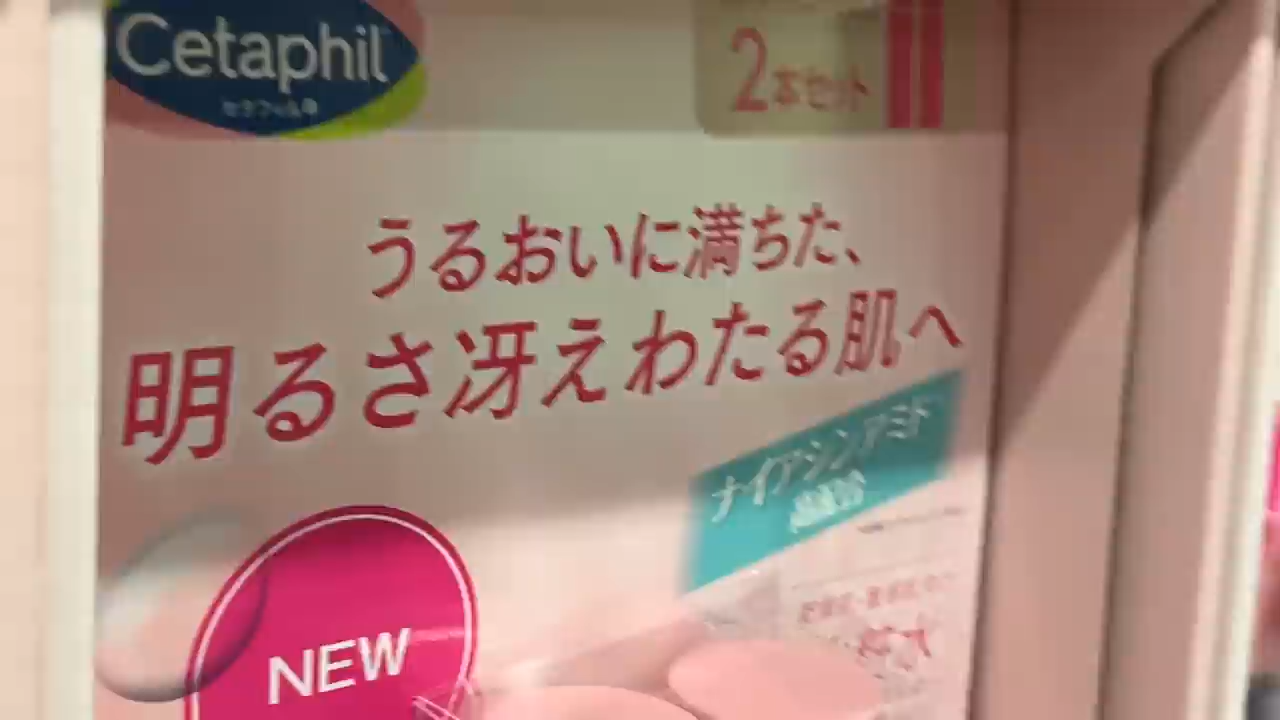 Cetaphil
セタフィル
2本セット
うるおいに満ちた、
明るさ冴えわたる肌へ
ナイアシンアミド
NEW